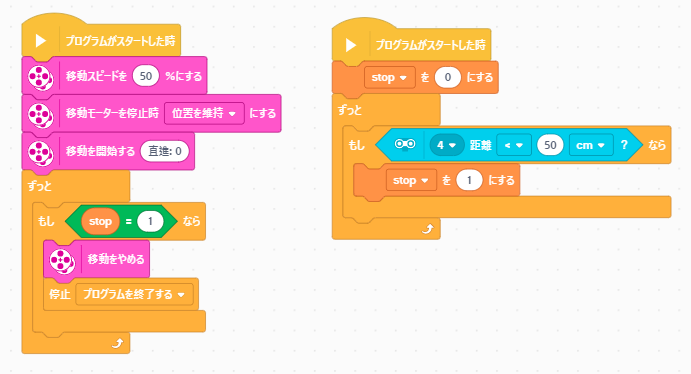 プログラムがスタートした時
移動スピードを 50 %にする
移動モーターを停止時 位置を維持 にする
移動を開始する 直進: 0
ずっと
もし stop = 1 なら
移動をやめる
停止 プログラムを終了する
プログラムがスタートした時
stop を 0 にする
ずっと
もし 4 距離 < 50 cm ? なら
stop を 1 にする